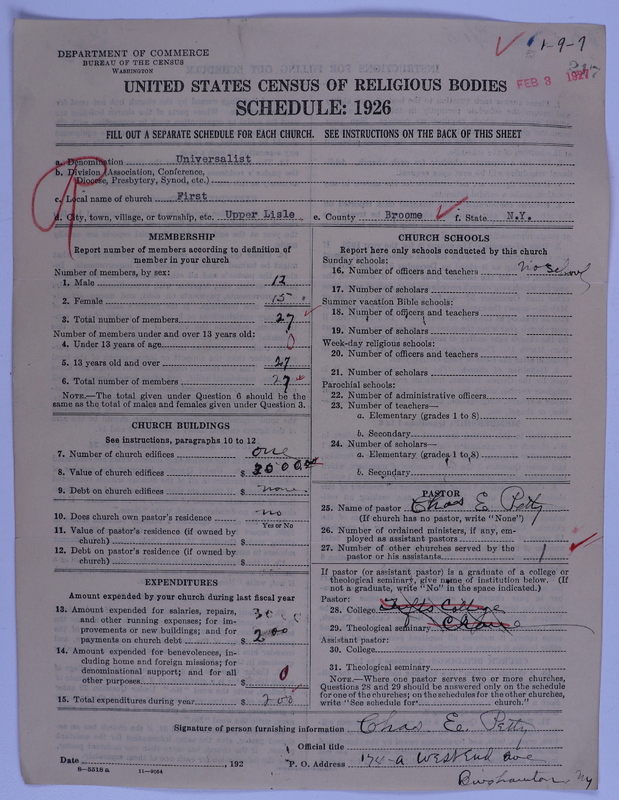 1-9-7
DEPARTMENT OF COMMERCE
BUREAU OF THE CENSUS
WASHINGTON
FEB 3 1927
UNITED STATES CENSUS OF RELIGIOUS BODIES
SCHEDULE: 1926
FILL OUT A SEPARATE SCHEDULE FOR EACH CHURCH. SEE INSTRUCTIONS ON THE BACK OF THIS SHEET
a. Denomination Universalist
b. Division (Association, Conference,
Diocese, Presbytery, Synod, etc.)
c. Local name of church First
d. City, town, village, or township, etc. Upper Lisle e. County Broome f. State N.Y.
MEMBERSHIP
Report number of members according to definition of
member in your church
Number of members, by sex:
1. Male 12
2. Female 15
3. Total number of members 27
Number of members under and over 13 years old:
4. Under 13 years of age 0
5. 13 years old and over 27
6. Total number of members 27
NOTE.—The total given under Question 6 should be
same as the total of males and females given under Question 3.
CHURCH BUILDINGS
See instructions, paragraphs 10 to 12
7. Number of church edifices one
8. Value of church edifices $
9. Debt on church edifices $ none
10. Does church own pastor's residence no
Yes or No
11. Value of pastor's residence (if owned by
church) $
12. Debt on pastor's residence (if owned by
church) $
EXPENDITURES
Amount expended by church during last fiscal year
13. Amount expended for salaries, repairs,
and other running expenses; for im-
provements or new buildings; and for
payments on church debt $ 200
14. Amount expended for benevolences, in-
cluding home and foreign missions; for
denominational support; and for all
other purposes $ 0
15. Total expenditures during year $ 200
CHURCH SCHOOLS
Report here only schools conducted by this church
Sunday schools:
16. Number of officers and teachers no School
17. Number of scholars
Summer vacation Bible schools:
18. Number of officers and teachers
19. Number of scholars
Week-day religious schools:
20. Number of officers and teachers
21. Number of scholars
Parochial schools:
22. Number of administrative officers
23. Number of teachers—
a. Elementary (grades 1 to 8)
b. Secondary
24. Number of scholars—
a. Elementary (grades 1 to 8)
b. Secondary
PASTOR
25. Name of pastor Chas E. Petty
(If church has no pastor, write "None")
26. Number of ordained ministers, if any, em-
ployed as assistant pastors
27. Number of other churches served by the
pastor or his assistants 1
If pastor (or assistant pastor) is a graduate of a college or
theological seminary, give name of institution below. (If
not a graduate, write "No" in the space indicated.)
Pastor:
28. College Tufts College
29. Theological seminary
Assistant pastor:
30. College
31. Theological seminary
NOTE.—Where one pastor serves two or more churches,
Questions 28 and 29 should be answered only on the schedule
for one of the churches; on the schedules for the other churches,
write "See schedule for church."
Signature of person furnishing information Chas E. Petty
Official title
Date , 192 P. O. Address 174-a West End Ave
8—5518 a 11—9164
Binghamton NY